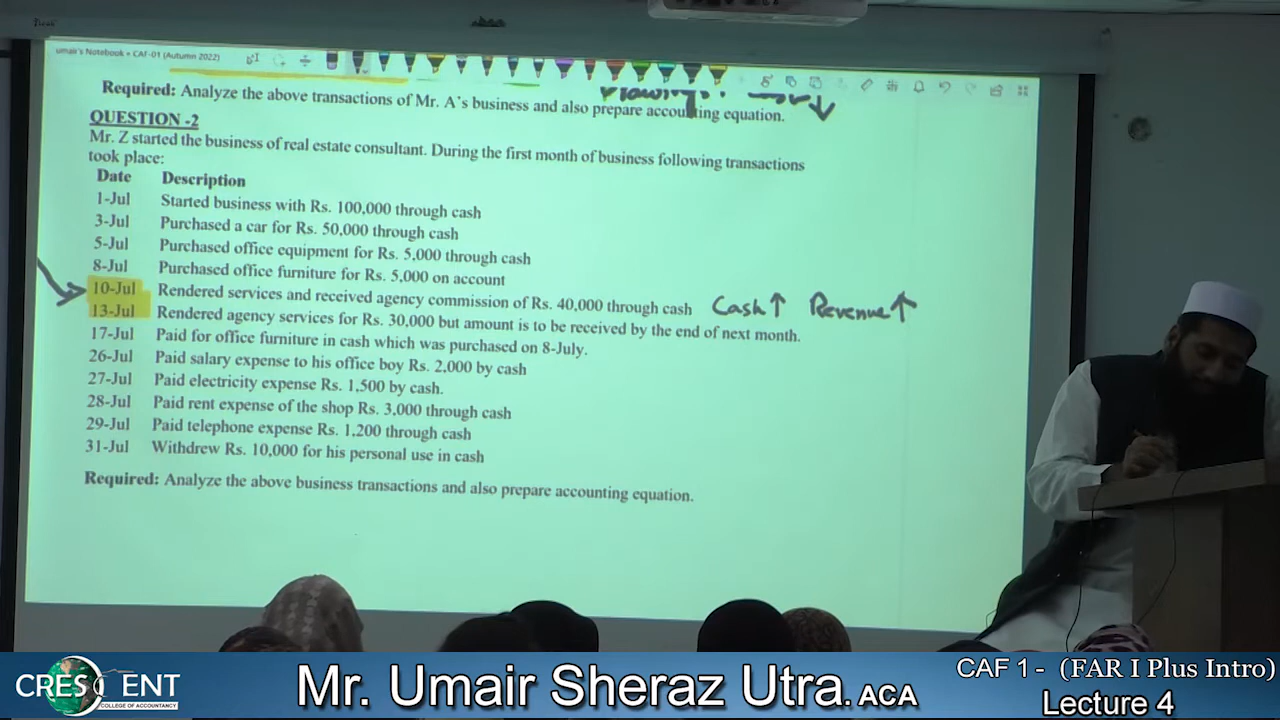 umair's Notebook » CAF-01 (Autumn 2022)
Required: Analyze the above transactions of Mr. A's business and also prepare accounting equation.
QUESTION -2
Mr. Z started the business of real estate consultant. During the first month of business following transactions
took place:
Date Description
1-Jul Started business with Rs. 100,000 through cash
3-Jul Purchased a car for Rs. 50,000 through cash
5-Jul Purchased office equipment for Rs. 5,000 through cash
8-Jul Purchased office furniture for Rs. 5,000 on account
10-Jul Rendered services and received agency commission of Rs. 40,000 through cash Cash↑ Revenue↑
13-Jul Rendered agency services for Rs. 30,000 but amount is to be received by the end of next month.
17-Jul Paid for office furniture in cash which was purchased on 8-July.
26-Jul Paid salary expense to his office boy Rs. 2,000 by cash
27-Jul Paid electricity expense Rs. 1,500 by cash.
28-Jul Paid rent expense of the shop Rs. 3,000 through cash
29-Jul Paid telephone expense Rs. 1,200 through cash
31-Jul Withdrew Rs. 10,000 for his personal use in cash
Required: Analyze the above business transactions and also prepare accounting equation.
CRESCENT
COLLEGE OF ACCOUNTANCY
Mr. Umair Sheraz Utra. ACA
CAF 1 - (FAR I Plus Intro)
Lecture 4